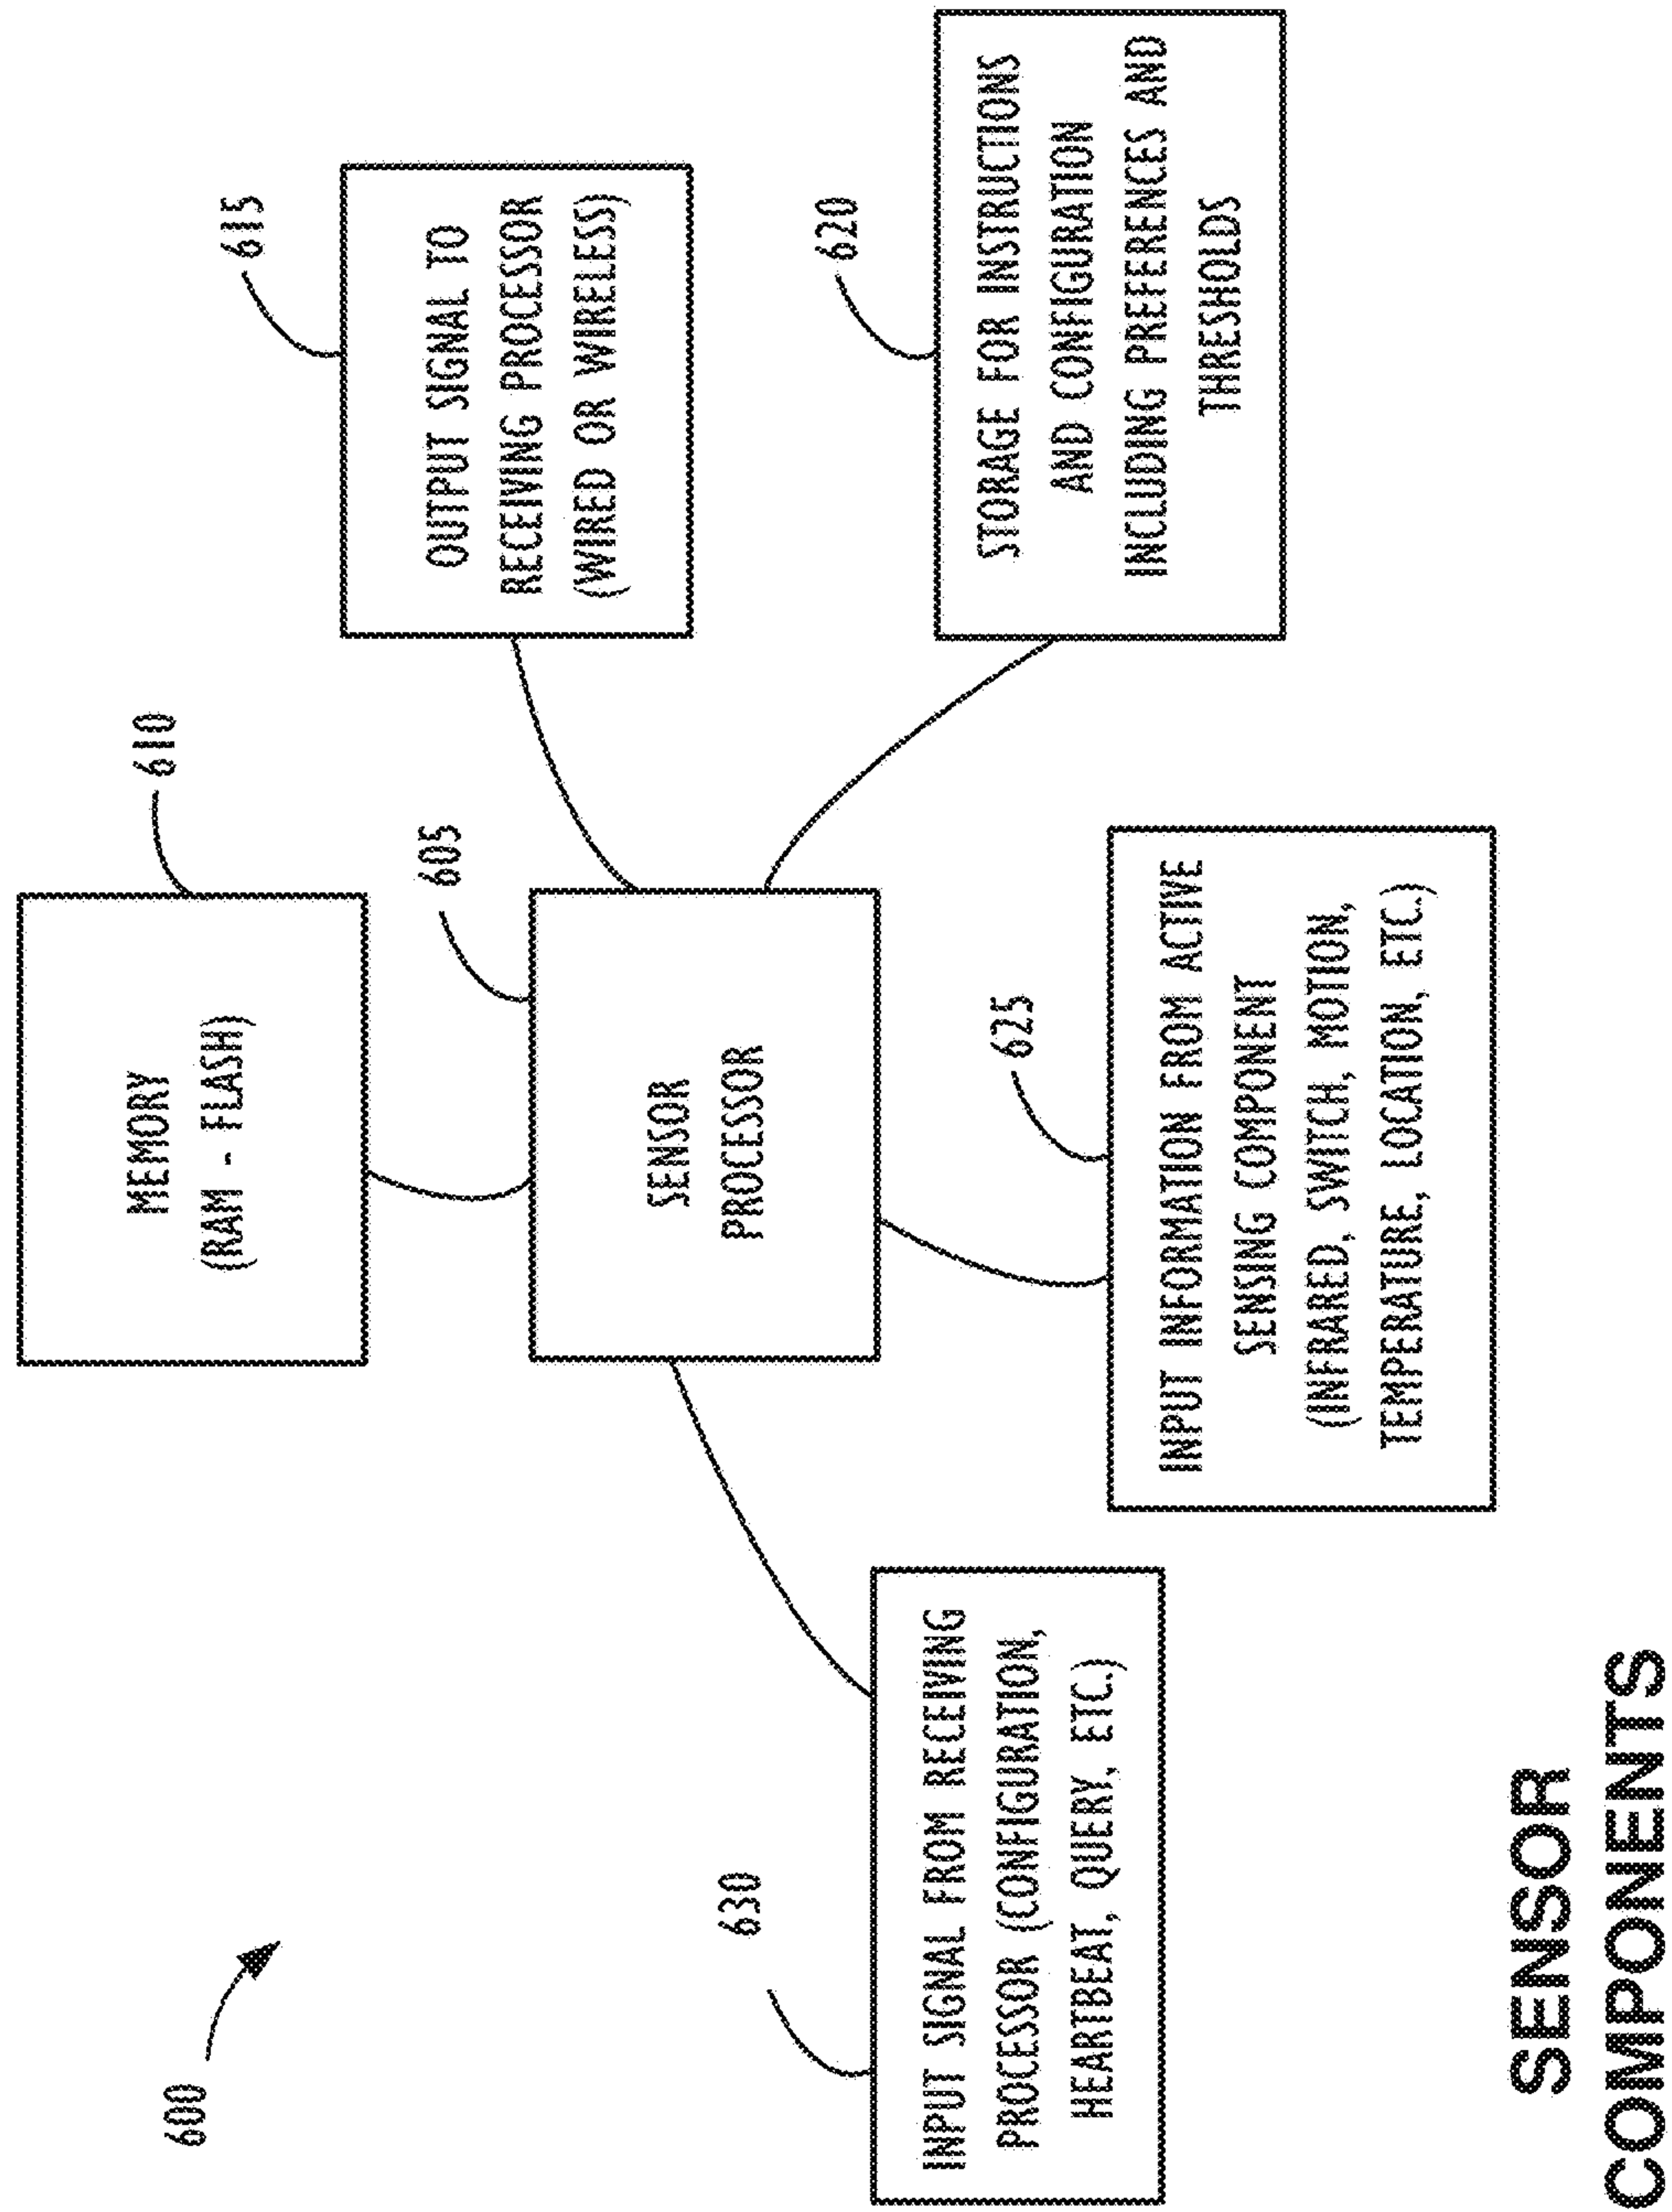 600
610
MEMORY
(RAM - FLASH)
605
SENSOR
PROCESSOR
615
OUTPUT SIGNAL TO
RECEIVING PROCESSOR
(WIRED OR WIRELESS)
620
STORAGE FOR INSTRUCTIONS
AND CONFIGURATION
INCLUDING PREFERENCES AND
THRESHOLDS
625
INPUT INFORMATION FROM ACTIVE
SENSING COMPONENT
(INFRARED, SWITCH, MOTION,
TEMPERATURE, LOCATION, ETC.)
630
INPUT SIGNAL FROM RECEIVING
PROCESSOR (CONFIGURATION,
HEARTBEAT, QUERY, ETC.)
SENSOR
COMPONENTS